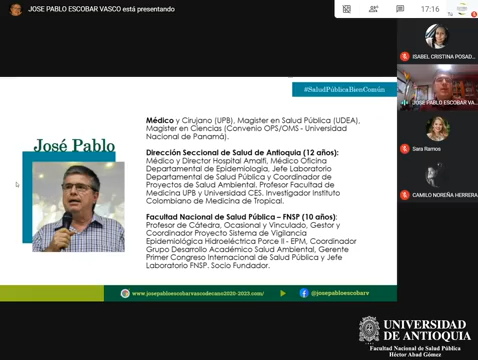 JOSE PABLO ESCOBAR VASCO está presentando
17:16
#SaludPúblicaBienComún
ISABEL CRISTINA POSAD...
JOSE PABLO ESCOBAR VA...
Sara Ramos
CAMILO NOREÑA HERRERA
José Pablo
Médico y Cirujano (UPB), Magister en Salud Pública (UDEA),
Magister en Ciencias (Convenio OPS/OMS - Universidad
Nacional de Panamá).
Dirección Seccional de Salud de Antioquia (12 años):
Médico y Director Hospital Amalfi, Médico Oficina
Departamental de Epidemiología, Jefe Laboratorio
Departamental de Salud Pública y Coordinador de
Proyectos de Salud Ambiental. Profesor Facultad de
Medicina UPB y Universidad CES. Investigador Instituto
Colombiano de Medicina de Tropical.
Facultad Nacional de Salud Pública – FNSP (10 años):
Profesor de Cátedra, Ocasional y Vinculado, Gestor y
Coordinador Proyecto Sistema de Vigilancia
Epidemiológica Hidroeléctrica Porce II - EPM, Coordinador
Grupo Desarrollo Académico Salud Ambiental, Gerente
Primer Congreso Internacional de Salud Pública y Jefe
Laboratorio FNSP. Socio Fundador.
www.josepabloescobarvascodecano2020-2023.com/
@josepabloescobarv
UNIVERSIDAD
DE ANTIOQUIA
Facultad Nacional de Salud Pública
Héctor Abad Gómez